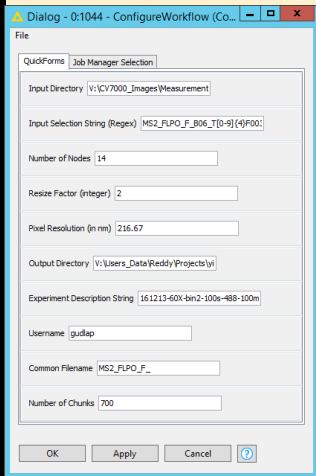 Dialog - 0:1044 - ConfigureWorkflow (Co...
File
QuickForms Job Manager Selection
Input Directory V:\CV7000_Images\Measurement
Input Selection String (Regex) MS2_FLPO_F_B06_T[0-9]{4}F00
Number of Nodes 14
Resize Factor (integer) 2
Pixel Resolution (in nm) 216.67
Output Directory V:\Users_Data\Reddy\Projects\yi
Experiment Description String 161213-60X-bin2-100s-488-100m
Username gudlap
Common Filename MS2_FLPO_F_
Number of Chunks 700
OK Apply Cancel ?